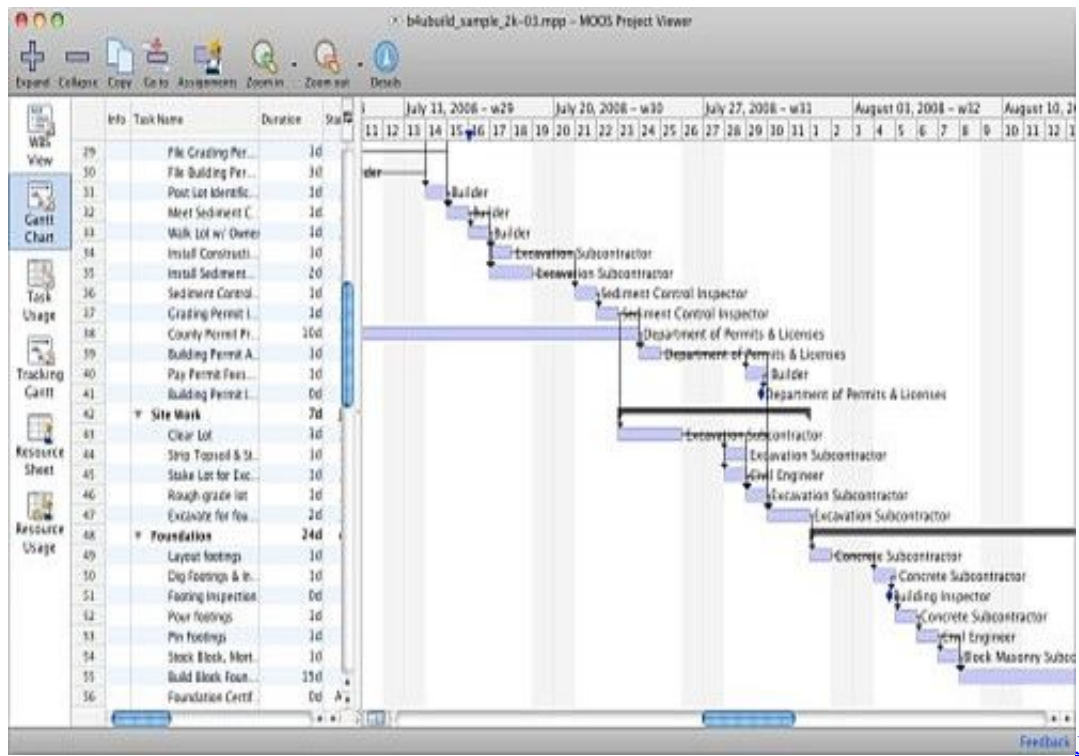 b4ubuild_sample_2k-03.mpp – MOOS Project Viewer
Expand Collapse Copy Go to Assignments Zoom in Zoom out Details
WBS View
Gantt Chart
Task Usage
Tracking Gantt
Resource Sheet
Resource Usage
Info Task Name Duration
July 13, 2008 – w29 July 20, 2008 – w30 July 27, 2008 – w31 August 03, 2008 – w32 August 10, 2
11 12 13 14 15 16 17 18 19 20 21 22 23 24 25 26 27 28 29 30 31 1 2 3 4 5 6 7 8 9 10 11 12 1
29 File Grading Per... 1d
30 File Building Per... 3d
31 Post Lot Identific... 1d Builder
32 Meet Sediment C... 1d Builder
33 Walk Lot w/ Owner 1d Builder
34 Install Constructi... 1d Excavation Subcontractor
35 Install Sediment... 2d Excavation Subcontractor
36 Sediment Control... 1d Sediment Control Inspector
37 Grading Permit I... 1d Sediment Control Inspector
38 County Permit Pr... 10d Department of Permits & Licenses
39 Building Permit A... 1d Department of Permits & Licenses
40 Pay Permit Fees... 1d Builder
41 Building Permit I... 0d Department of Permits & Licenses
42 Site Work 7d
43 Clear Lot 3d Excavation Subcontractor
44 Strip Topsoil & St... 1d Excavation Subcontractor
45 Stake Lot for Exc... 1d Civil Engineer
46 Rough grade lot 1d Excavation Subcontractor
47 Excavate for fou... 2d Excavation Subcontractor
48 Foundation 24d
49 Layout footings 1d Concrete Subcontractor
50 Dig Footings & In... 1d Concrete Subcontractor
51 Footing Inspection 0d Building Inspector
52 Pour footings 1d Concrete Subcontractor
53 Pin Footings 1d Civil Engineer
54 Stock Block, Mort... 1d Block Masonry Subco
55 Build Block Foun... 15d
56 Foundation Certif... 0d A
Feedback